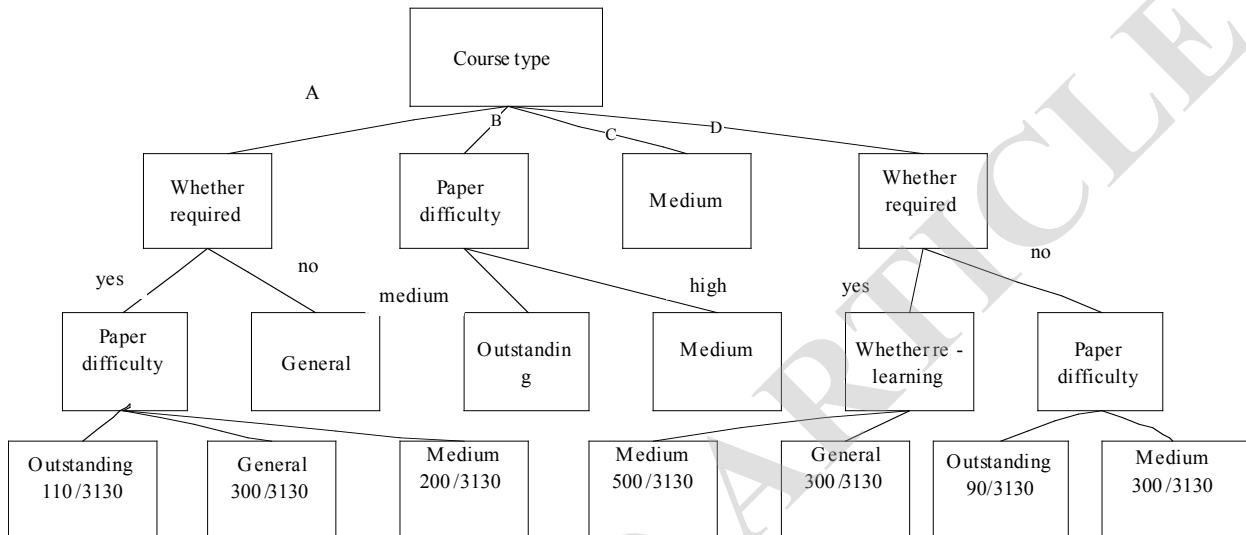 Course type
A
B
C
D
Whether
required
Paper
difficulty
Medium
Whether
required
yes
no
medium
high
yes
no
Paper
difficulty
General
Outstandin
g
Medium
Whether re -
learning
Paper
difficulty
Outstanding
110/3130
General
300/3130
Medium
200/3130
Medium
500/3130
General
300/3130
Outstanding
90/3130
Medium
300/3130
ARTICLE